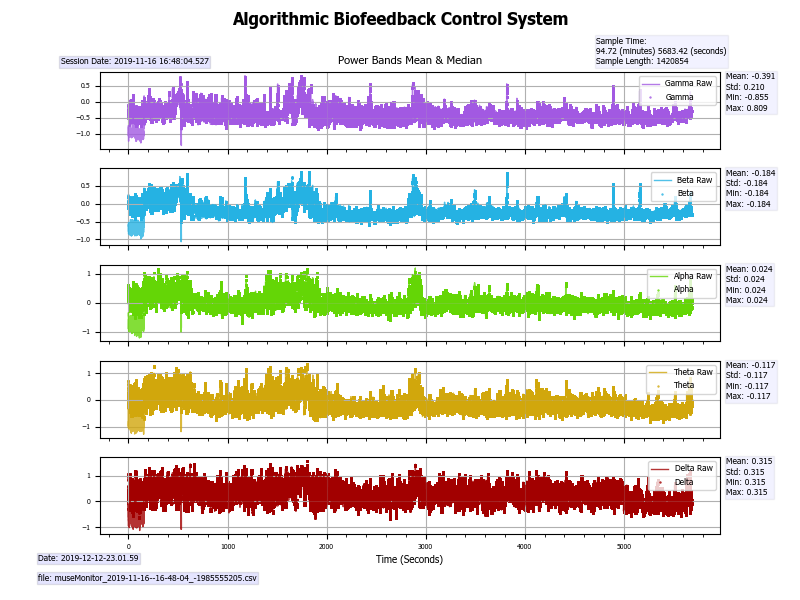 Algorithmic Biofeedback Control System
Sample Time:
94.72 (minutes) 5683.42 (seconds)
Sample Length: 1420854
Session Date: 2019-11-16 16:48:04.527
Power Bands Mean & Median
0.5
0.0
−0.5
−1.0
Gamma Raw
Gamma
Mean: -0.391
Std: 0.210
Min: -0.855
Max: 0.809
0.5
0.0
−0.5
−1.0
Beta Raw
Beta
Mean: -0.184
Std: -0.184
Min: -0.184
Max: -0.184
1
0
−1
Alpha Raw
Alpha
Mean: 0.024
Std: 0.024
Min: 0.024
Max: 0.024
1
0
−1
Theta Raw
Theta
Mean: -0.117
Std: -0.117
Min: -0.117
Max: -0.117
1
0
−1
Delta Raw
Delta
Mean: 0.315
Std: 0.315
Min: 0.315
Max: 0.315
0 1000 2000 3000 4000 5000
Time (Seconds)
Date: 2019-12-12-23.01.59
file: museMonitor_2019-11-16--16-48-04_-1985555205.csv